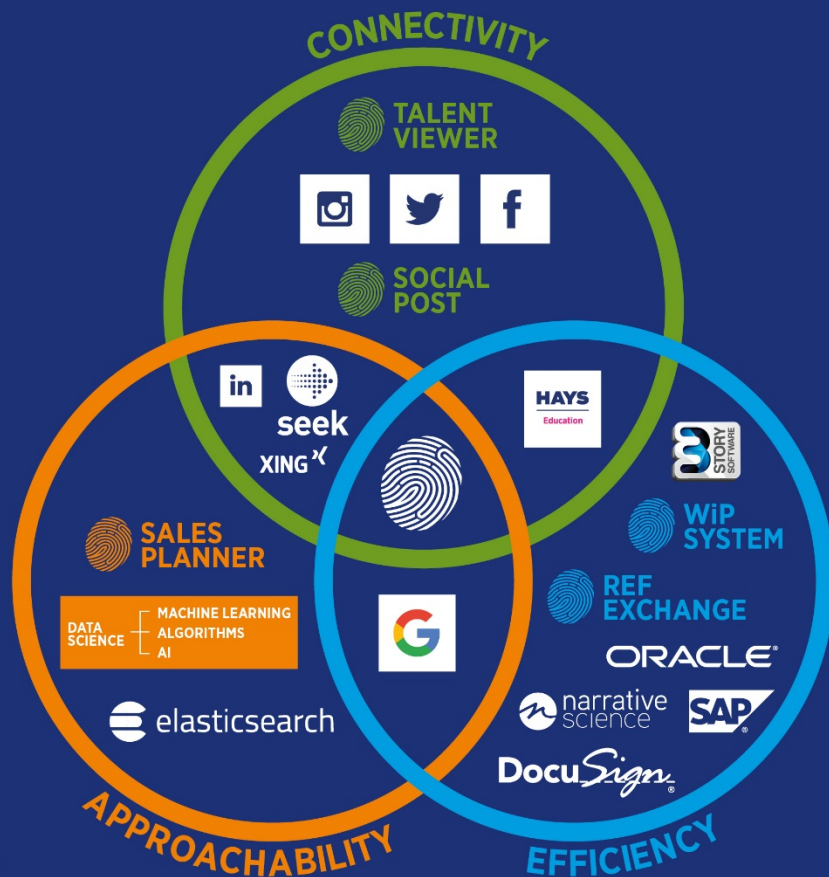 CONNECTIVITY
TALENT
VIEWER
f
SOCIAL
POST
in
seek
XING
HAYS
Education
3
STORY
SOFTWARE
SALES
PLANNER
WiP
SYSTEM
REF
EXCHANGE
DATA
SCIENCE
MACHINE LEARNING
ALGORITHMS
AI
G
ORACLE®
elasticsearch
n
narrative
science
SAP®
DocuSign®
APPROACHABILITY
EFFICIENCY